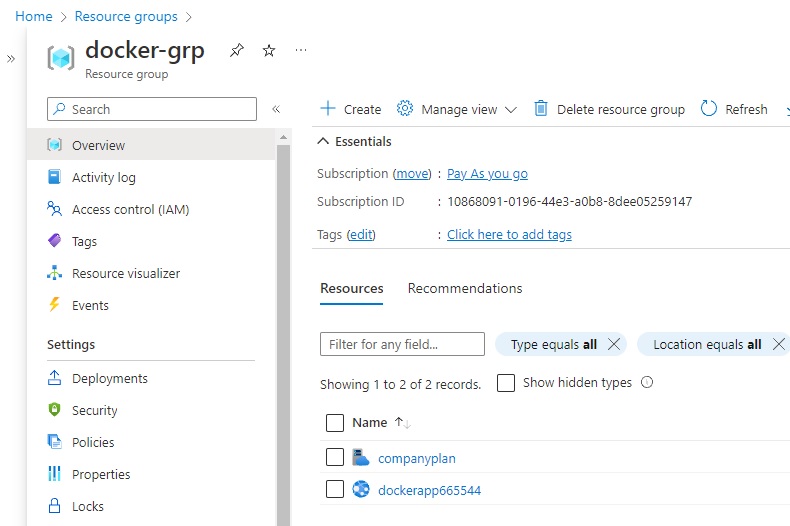 Home > Resource groups >
»
docker-grp
...
Resource group
Search
«
Overview
Activity log
Access control (IAM)
Tags
Resource visualizer
Events
Settings
Deployments
Security
Policies
Properties
Locks
Create Manage view Delete resource group Refresh
Essentials
Subscription (move) : Pay As you go
Subscription ID : 10868091-0196-44e3-a0b8-8dee05259147
Tags (edit) : Click here to add tags
Resources Recommendations
Filter for any field... Type equals all Location equals all
Showing 1 to 2 of 2 records. Show hidden types
Name
companyplan
dockerapp665544